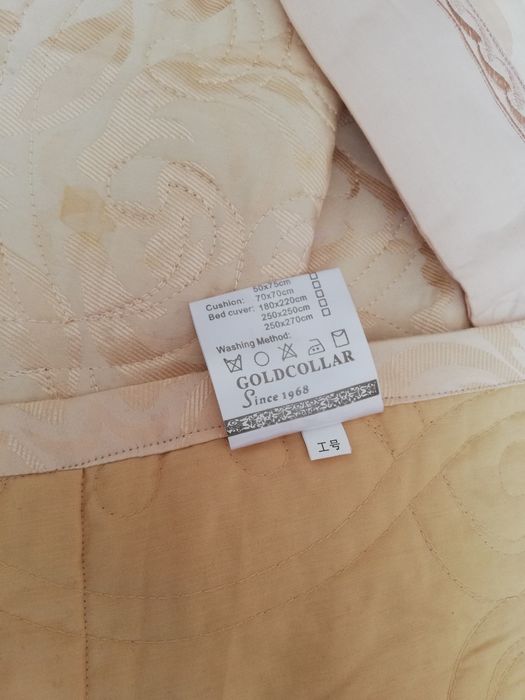 50x75cm
Cushion: 70x70cm
Bed cuver: 180x220cm
250x250cm
250x270cm
Washing Method:
GOLDCOLLAR
Since 1968
工号